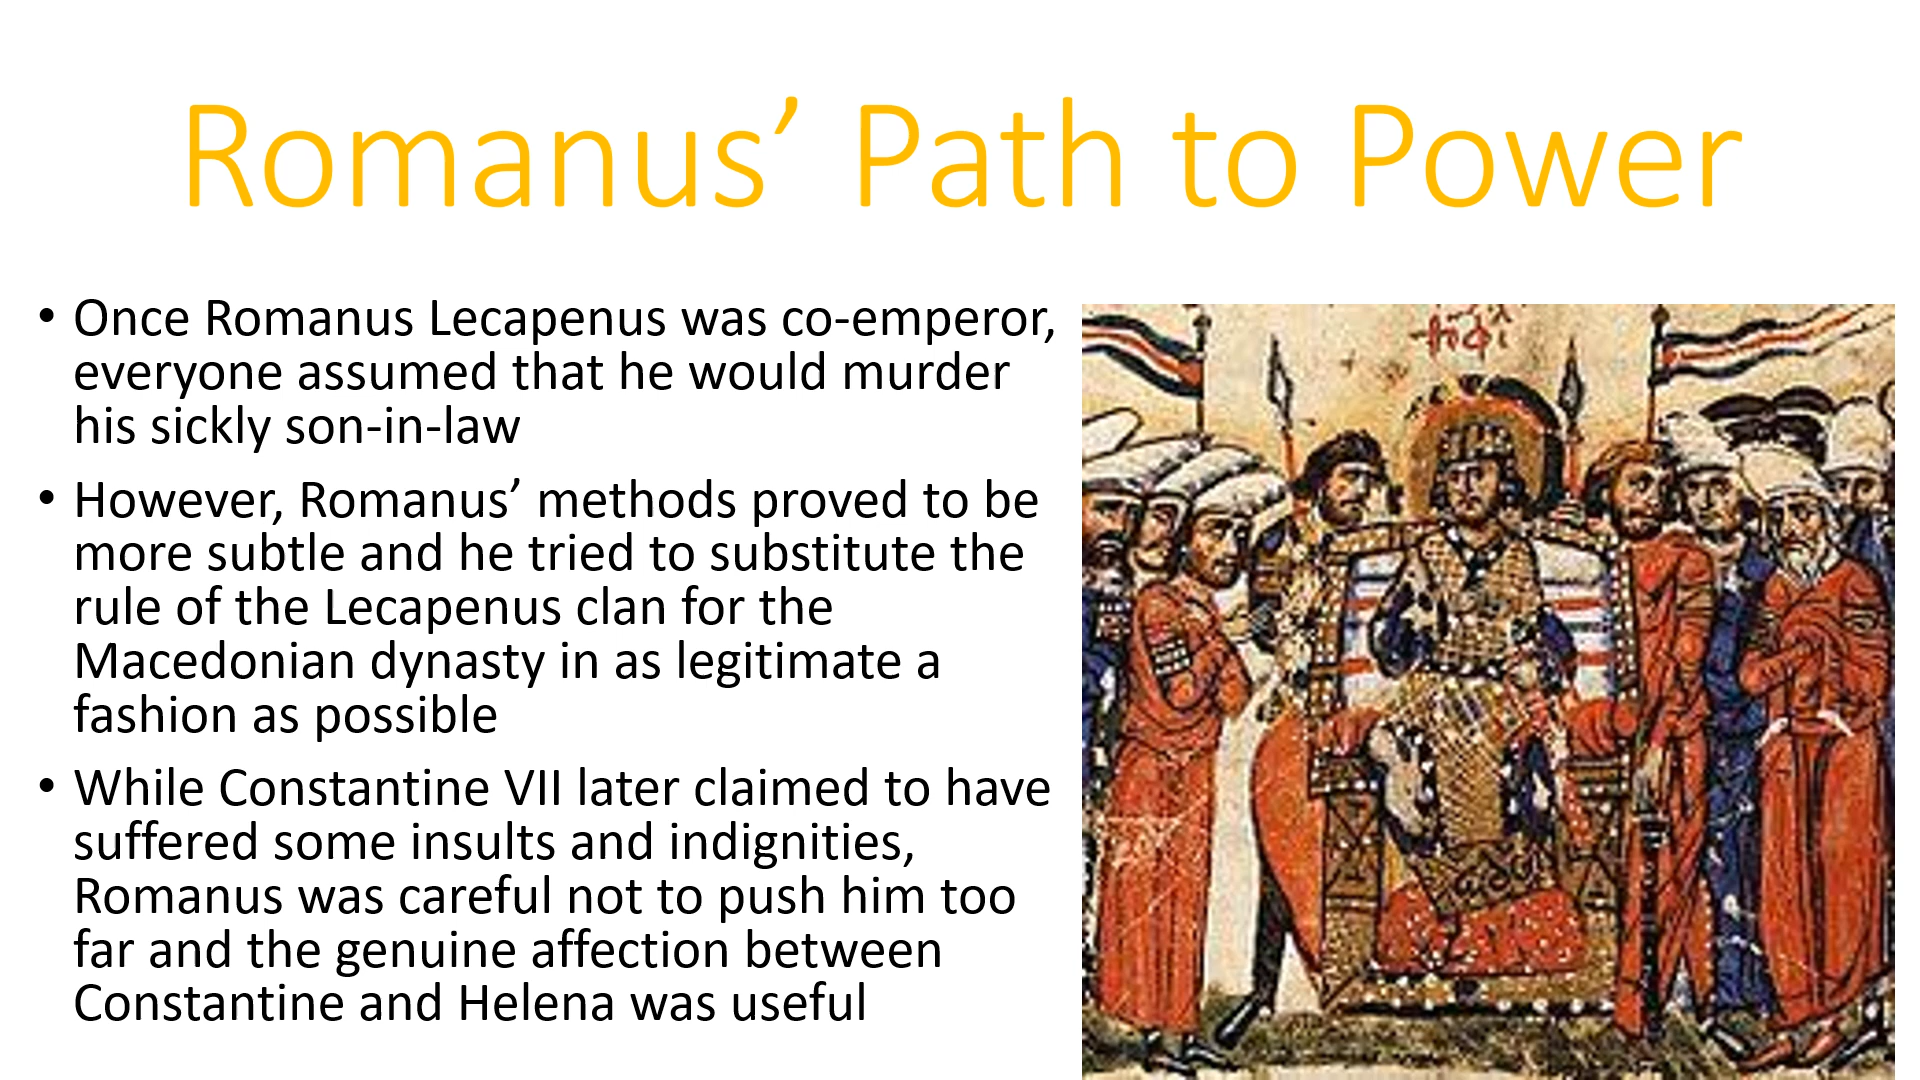 Romanus’ Path to Power
• Once Romanus Lecapenus was co-emperor,
everyone assumed that he would murder
his sickly son-in-law
• However, Romanus’ methods proved to be
more subtle and he tried to substitute the
rule of the Lecapenus clan for the
Macedonian dynasty in as legitimate a
fashion as possible
• While Constantine VII later claimed to have
suffered some insults and indignities,
Romanus was careful not to push him too
far and the genuine affection between
Constantine and Helena was useful